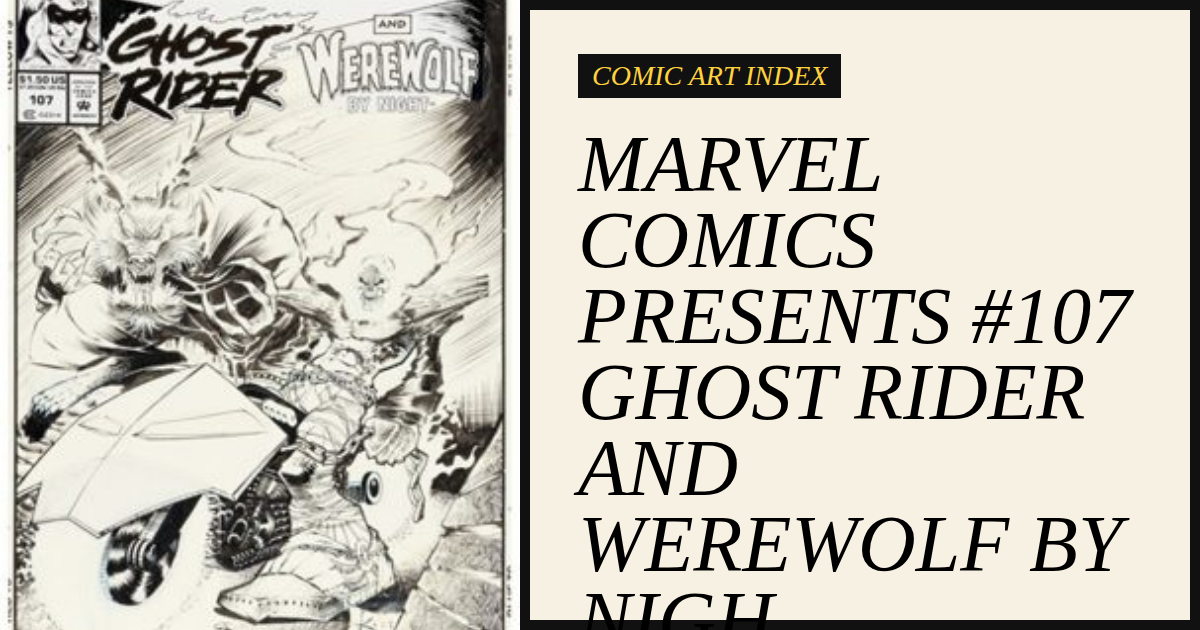 GHOST
RIDER
AND
WEREWOLF
BY NIGHT
$1.50 US
107
COMIC ART INDEX
MARVEL
COMICS
PRESENTS #107
GHOST RIDER
AND
WEREWOLF BY
NIGH